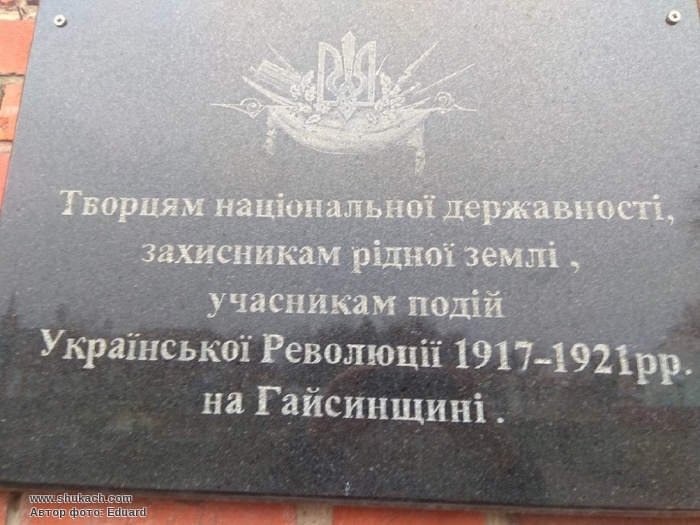 Творцям національної державності,
захисникам рідної землі ,
учасникам подій
Української Революції 1917–1921рр.
на Гайсинщині .
www.shukach.com
Автор фото: Eduard